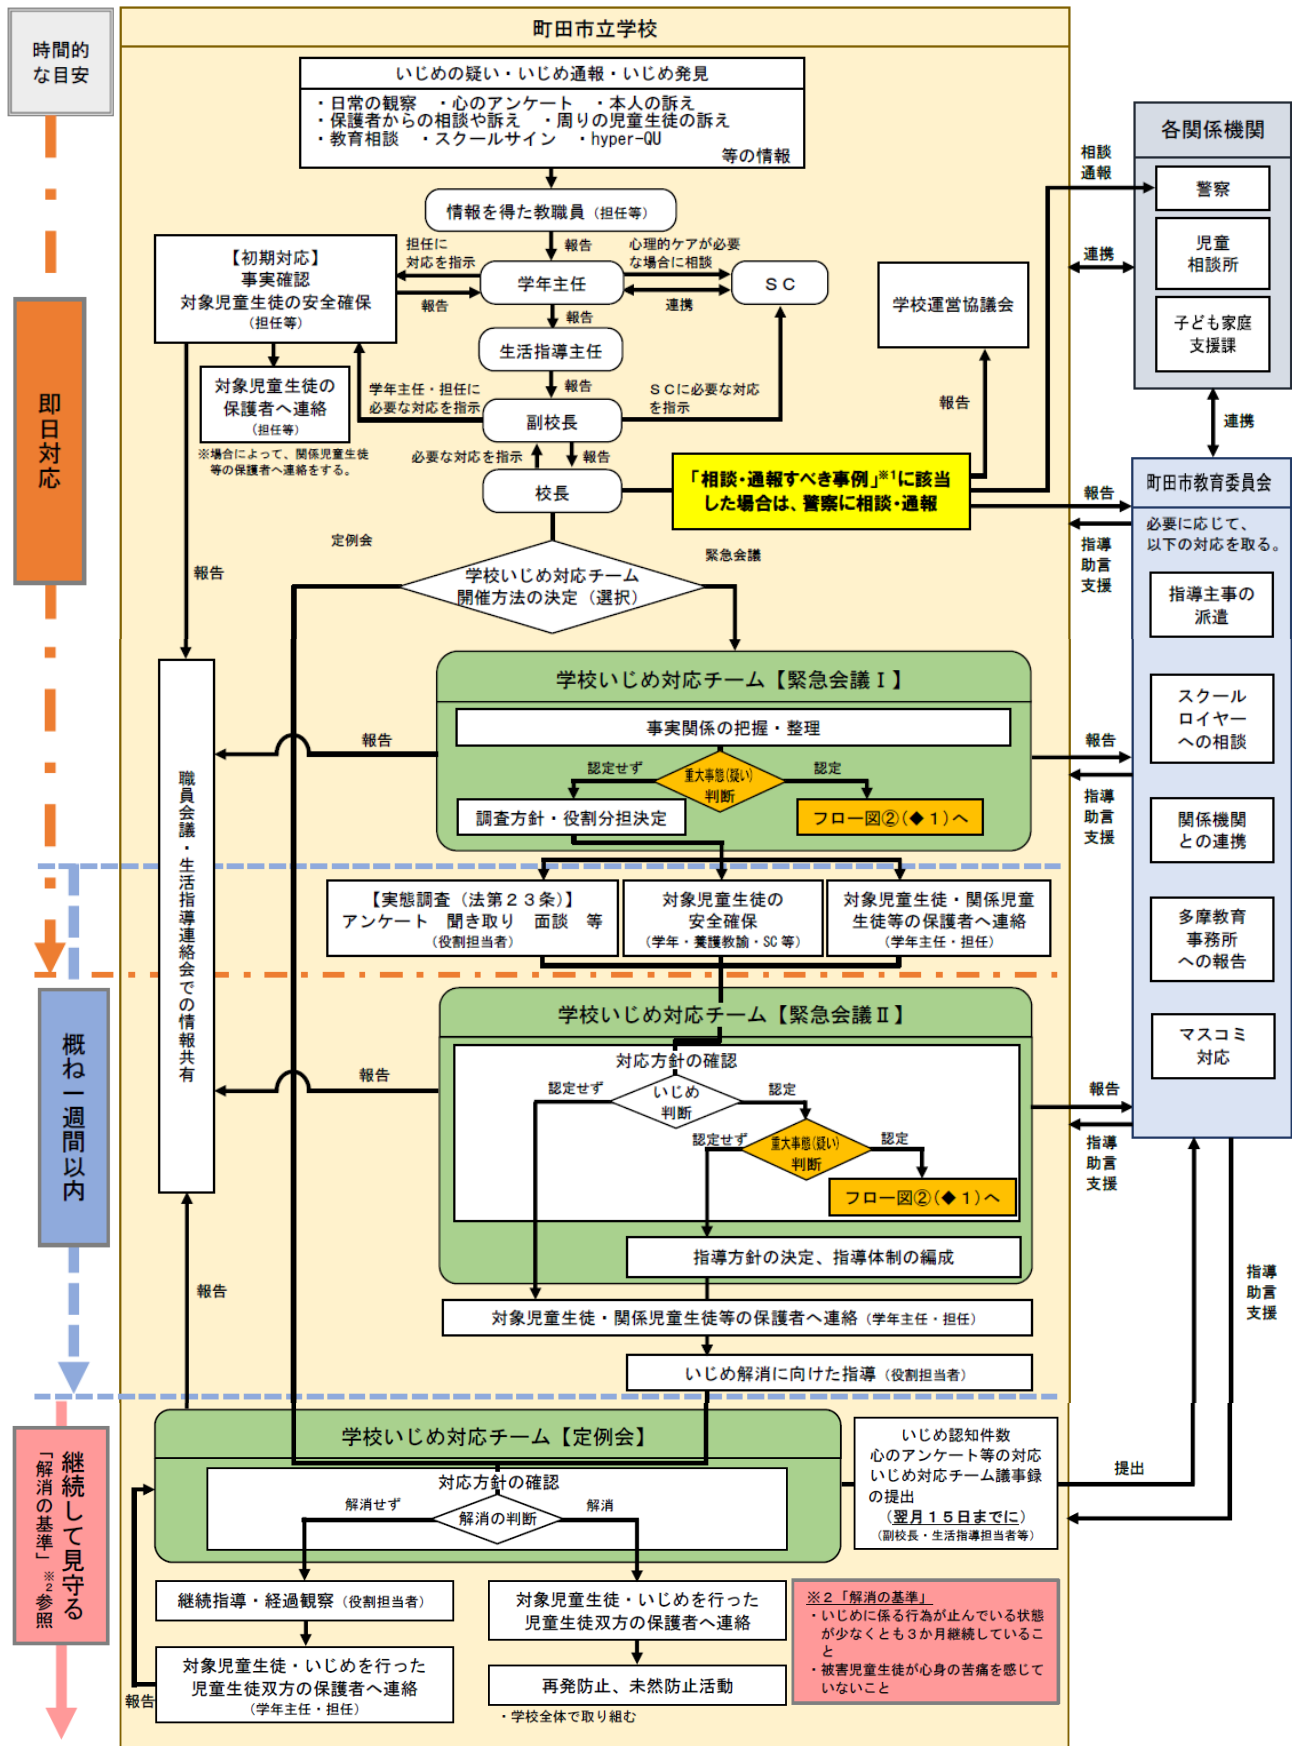 時間的
な目安
町田市立学校
いじめの疑い・いじめ通報・いじめ発見
・日常の観察　・心のアンケート　・本人の訴え
・保護者からの相談や訴え　・周りの児童生徒の訴え
・教育相談　・スクールサイン　・hyper-QU
等の情報
情報を得た教職員（担任等）
報告
担任に
対応を指示
心理的ケアが必要
な場合に相談
【初期対応】
事実確認
対象児童生徒の安全確保
（担任等）
学年主任
ＳＣ
報告
連携
報告
生活指導主任
報告
対象児童生徒の
保護者へ連絡
（担任等）
※場合によって、関係児童生徒
等の保護者へ連絡をする。
学年主任・担任に
必要な対応を指示
ＳＣに必要な対応
を指示
副校長
必要な対応を指示
報告
校長
学校運営協議会
報告
「相談・通報すべき事例」※1に該当
した場合は、警察に相談・通報
相談
通報
各関係機関
警察
児童
相談所
子ども家庭
支援課
連携
連携
即日対応
定例会
緊急会議
学校いじめ対応チーム
開催方法の決定（選択）
報告
報告
指導
助言
支援
町田市教育委員会
必要に応じて、
以下の対応を取る。
指導主事の
派遣
スクール
ロイヤー
への相談
関係機関
との連携
多摩教育
事務所
への報告
マスコミ
対応
学校いじめ対応チーム【緊急会議Ⅰ】
事実関係の把握・整理
認定せず
重大事態(疑い)
判断
認定
調査方針・役割分担決定
フロー図②(◆１)へ
報告
報告
指導
助言
支援
職員会議・生活指導連絡会での情報共有
【実態調査（法第２３条）】
アンケート　聞き取り　面談　等
（役割担当者）
対象児童生徒の
安全確保
（学年・養護教諭・SC 等）
対象児童生徒・関係児童
生徒等の保護者へ連絡
（学年主任・担任）
概ね一週間以内
学校いじめ対応チーム【緊急会議Ⅱ】
対応方針の確認
認定せず
いじめ
判断
認定
認定せず
重大事態(疑い)
判断
認定
フロー図②(◆１)へ
指導方針の決定、指導体制の編成
報告
報告
指導
助言
支援
報告
対象児童生徒・関係児童生徒等の保護者へ連絡（学年主任・担任）
いじめ解消に向けた指導（役割担当者）
指導
助言
支援
継続して見守る
「解消の基準」※2参照
学校いじめ対応チーム【定例会】
対応方針の確認
解消せず
解消の判断
解消
いじめ認知件数
心のアンケート等の対応
いじめ対応チーム議事録
の提出
（翌月１５日までに）
（副校長・生活指導担当者等）
提出
継続指導・経過観察（役割担当者）
対象児童生徒・いじめを行った
児童生徒双方の保護者へ連絡
（学年主任・担任）
報告
対象児童生徒・いじめを行った
児童生徒双方の保護者へ連絡
再発防止、未然防止活動
・学校全体で取り組む
※２「解消の基準」
・いじめに係る行為が止んでいる状態
が少なくとも３か月継続しているこ
と
・被害児童生徒が心身の苦痛を感じて
いないこと